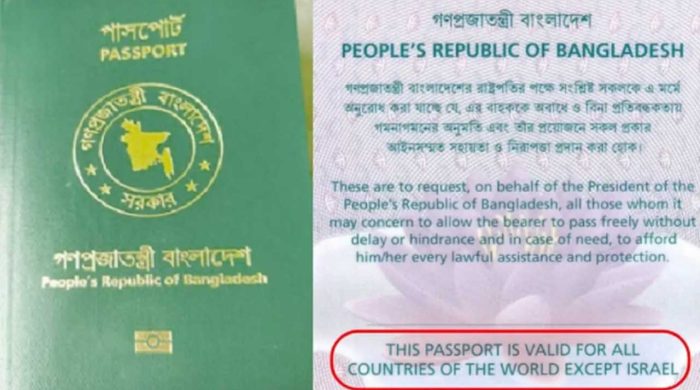 পাসপোর্ট
PASSPORT
গণপ্রজাতন্ত্রী বাংলাদেশ
সরকার
গণপ্রজাতন্ত্রী বাংলাদেশ
People's Republic of Bangladesh
গণপ্রজাতন্ত্রী বাংলাদেশ
PEOPLE'S REPUBLIC OF BANGLADESH
গণপ্রজাতন্ত্রী বাংলাদেশের রাষ্ট্রপতির পক্ষে সংশ্লিষ্ট সকলকে এ মর্মে
অনুরোধ করা যাচ্ছে যে, এর বাহককে অবাধে ও বিনা প্রতিবন্ধকতায়
গমনাগমনের অনুমতি এবং তাঁর প্রয়োজনে সকল প্রকার
আইনসম্মত সহায়তা ও নিরাপত্তা প্রদান করা হোক।
These are to request, on behalf of the President of the
People's Republic of Bangladesh, all those whom it
may concern to allow the bearer to pass freely without
delay or hindrance and in case of need, to afford
him/her every lawful assistance and protection.
THIS PASSPORT IS VALID FOR ALL
COUNTRIES OF THE WORLD EXCEPT ISRAEL